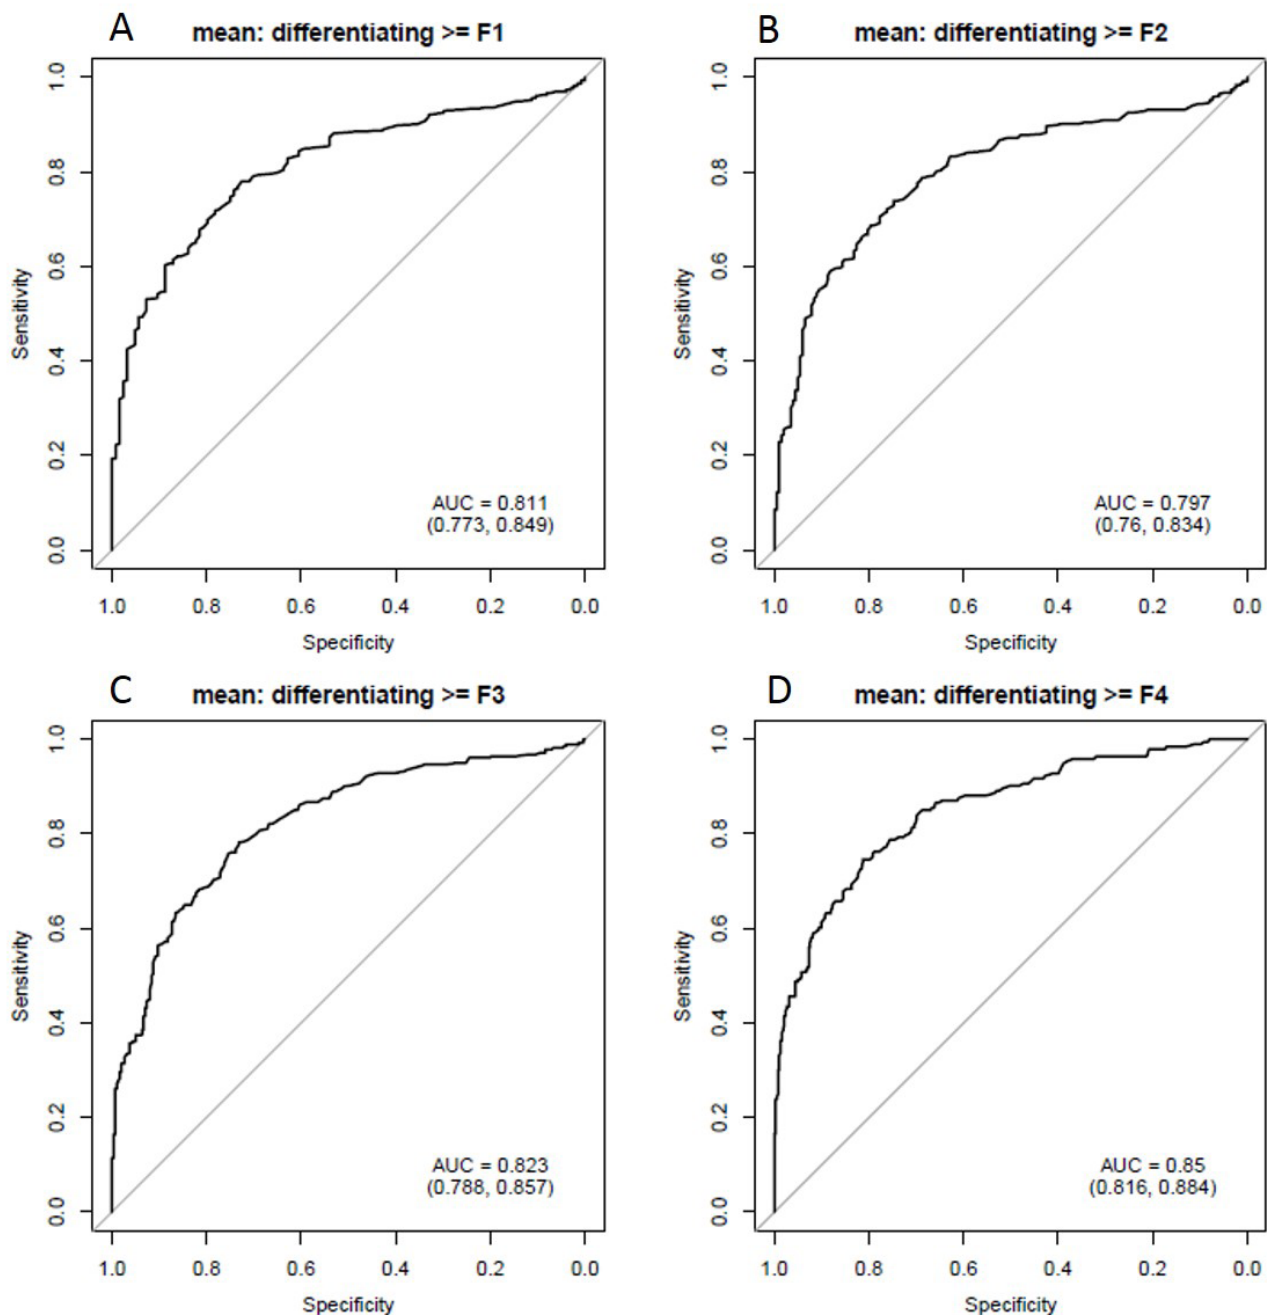 A
mean: differentiating >= F1
1.0
0.8
0.6
0.4
0.2
0.0
Sensitivity
AUC = 0.811
(0.773, 0.849)
1.0 0.8 0.6 0.4 0.2 0.0
Specificity
B
mean: differentiating >= F2
1.0
0.8
0.6
0.4
0.2
0.0
Sensitivity
AUC = 0.797
(0.76, 0.834)
1.0 0.8 0.6 0.4 0.2 0.0
Specificity
C
mean: differentiating >= F3
1.0
0.8
0.6
0.4
0.2
0.0
Sensitivity
AUC = 0.823
(0.788, 0.857)
1.0 0.8 0.6 0.4 0.2 0.0
Specificity
D
mean: differentiating >= F4
1.0
0.8
0.6
0.4
0.2
0.0
Sensitivity
AUC = 0.85
(0.816, 0.884)
1.0 0.8 0.6 0.4 0.2 0.0
Specificity